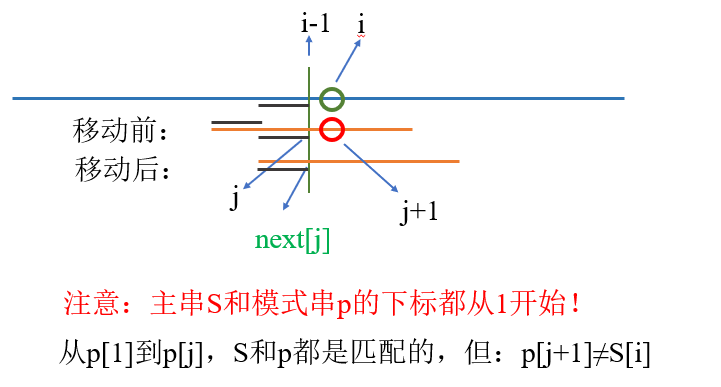 i-1
i
移动前：
移动后：
j
j+1
next[j]
注意：主串S和模式串p的下标都从1开始！
从p[1]到p[j]，S和p都是匹配的，但：p[j+1]≠S[i]